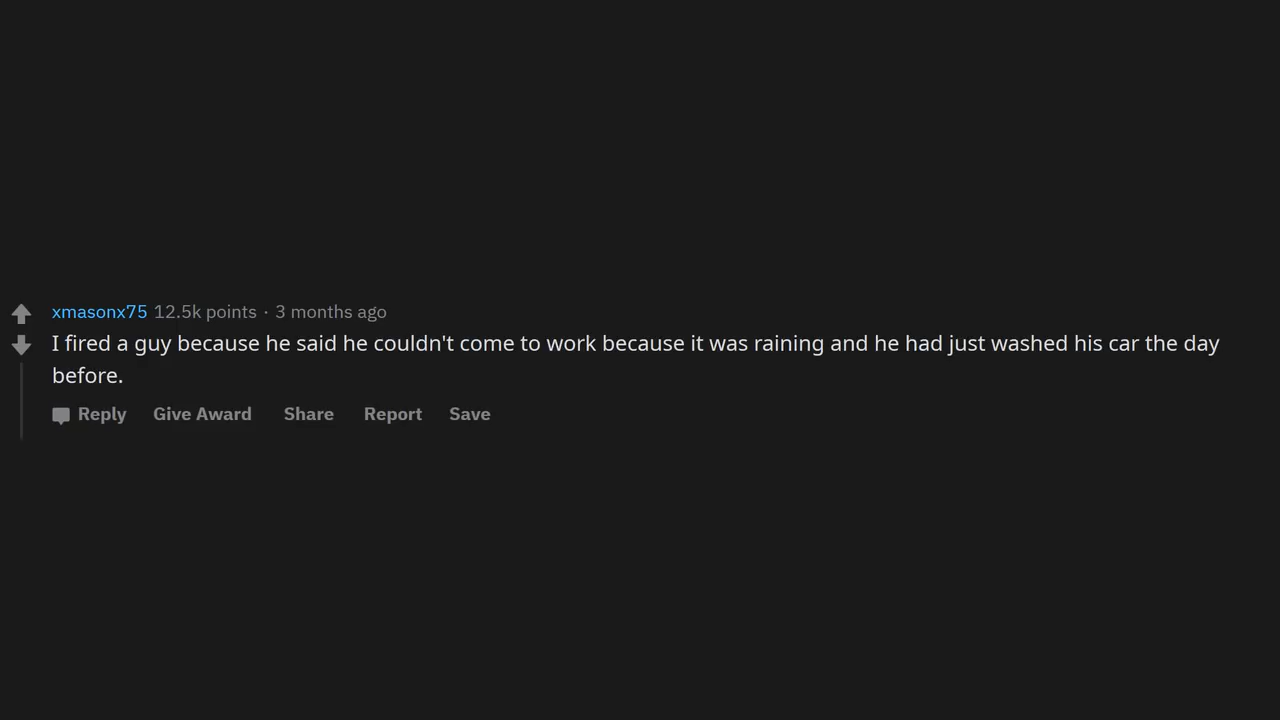 xmasonx75 12.5k points · 3 months ago
I fired a guy because he said he couldn't come to work because it was raining and he had just washed his car the day
before.
Reply Give Award Share Report Save